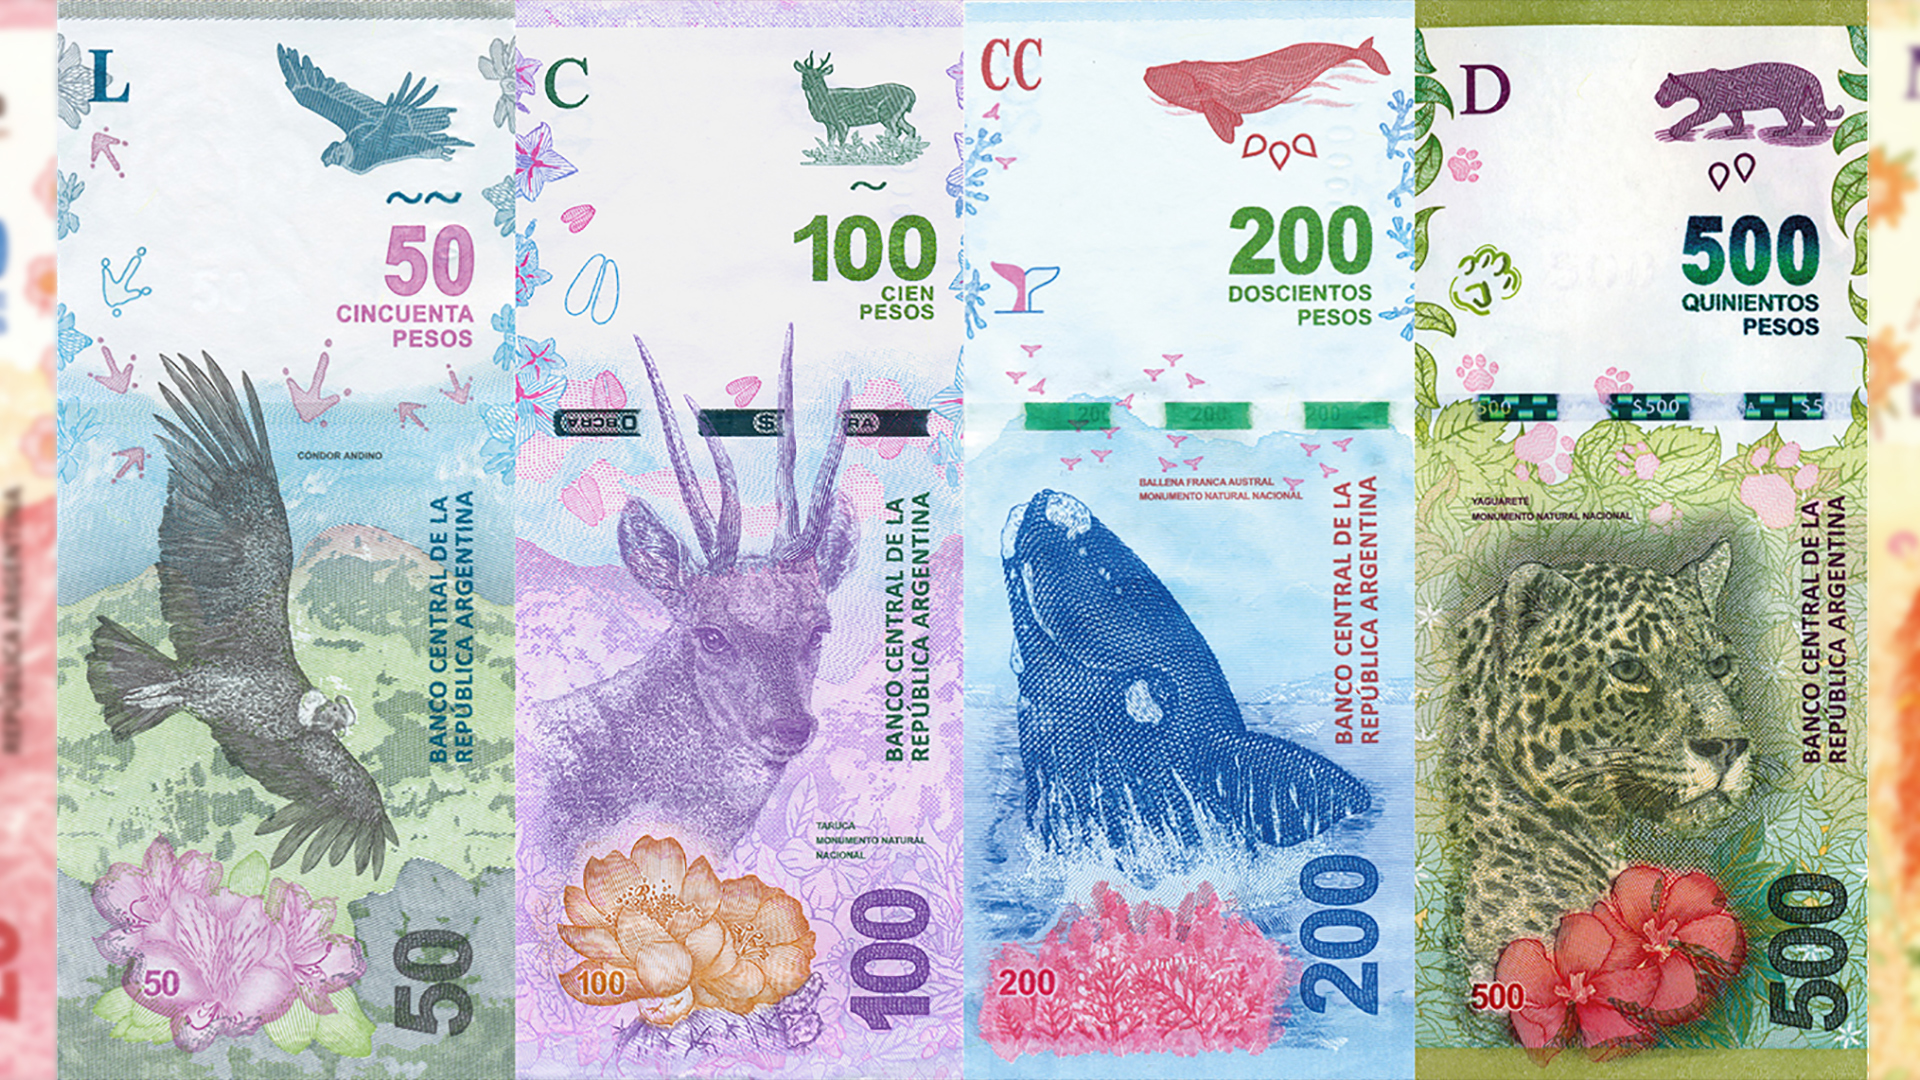 L
50
CINCUENTA
PESOS
CÓNDOR ANDINO
BANCO CENTRAL DE LA
REPÚBLICA ARGENTINA
50
50
C
100
CIEN
PESOS
BANCO CENTRAL DE LA
REPÚBLICA ARGENTINA
TARUCA
MONUMENTO NATURAL
NACIONAL
100
100
CC
200
DOSCIENTOS
PESOS
200
200
200
BALLENA FRANCA AUSTRAL
MONUMENTO NATURAL NACIONAL
BANCO CENTRAL DE LA
REPÚBLICA ARGENTINA
200
200
D
500
QUINIENTOS
PESOS
500
$500
$500
YAGUARETÉ
MONUMENTO NATURAL NACIONAL
BANCO CENTRAL DE LA
REPÚBLICA ARGENTINA
500
500
REPÚBLICA ARGENTINA